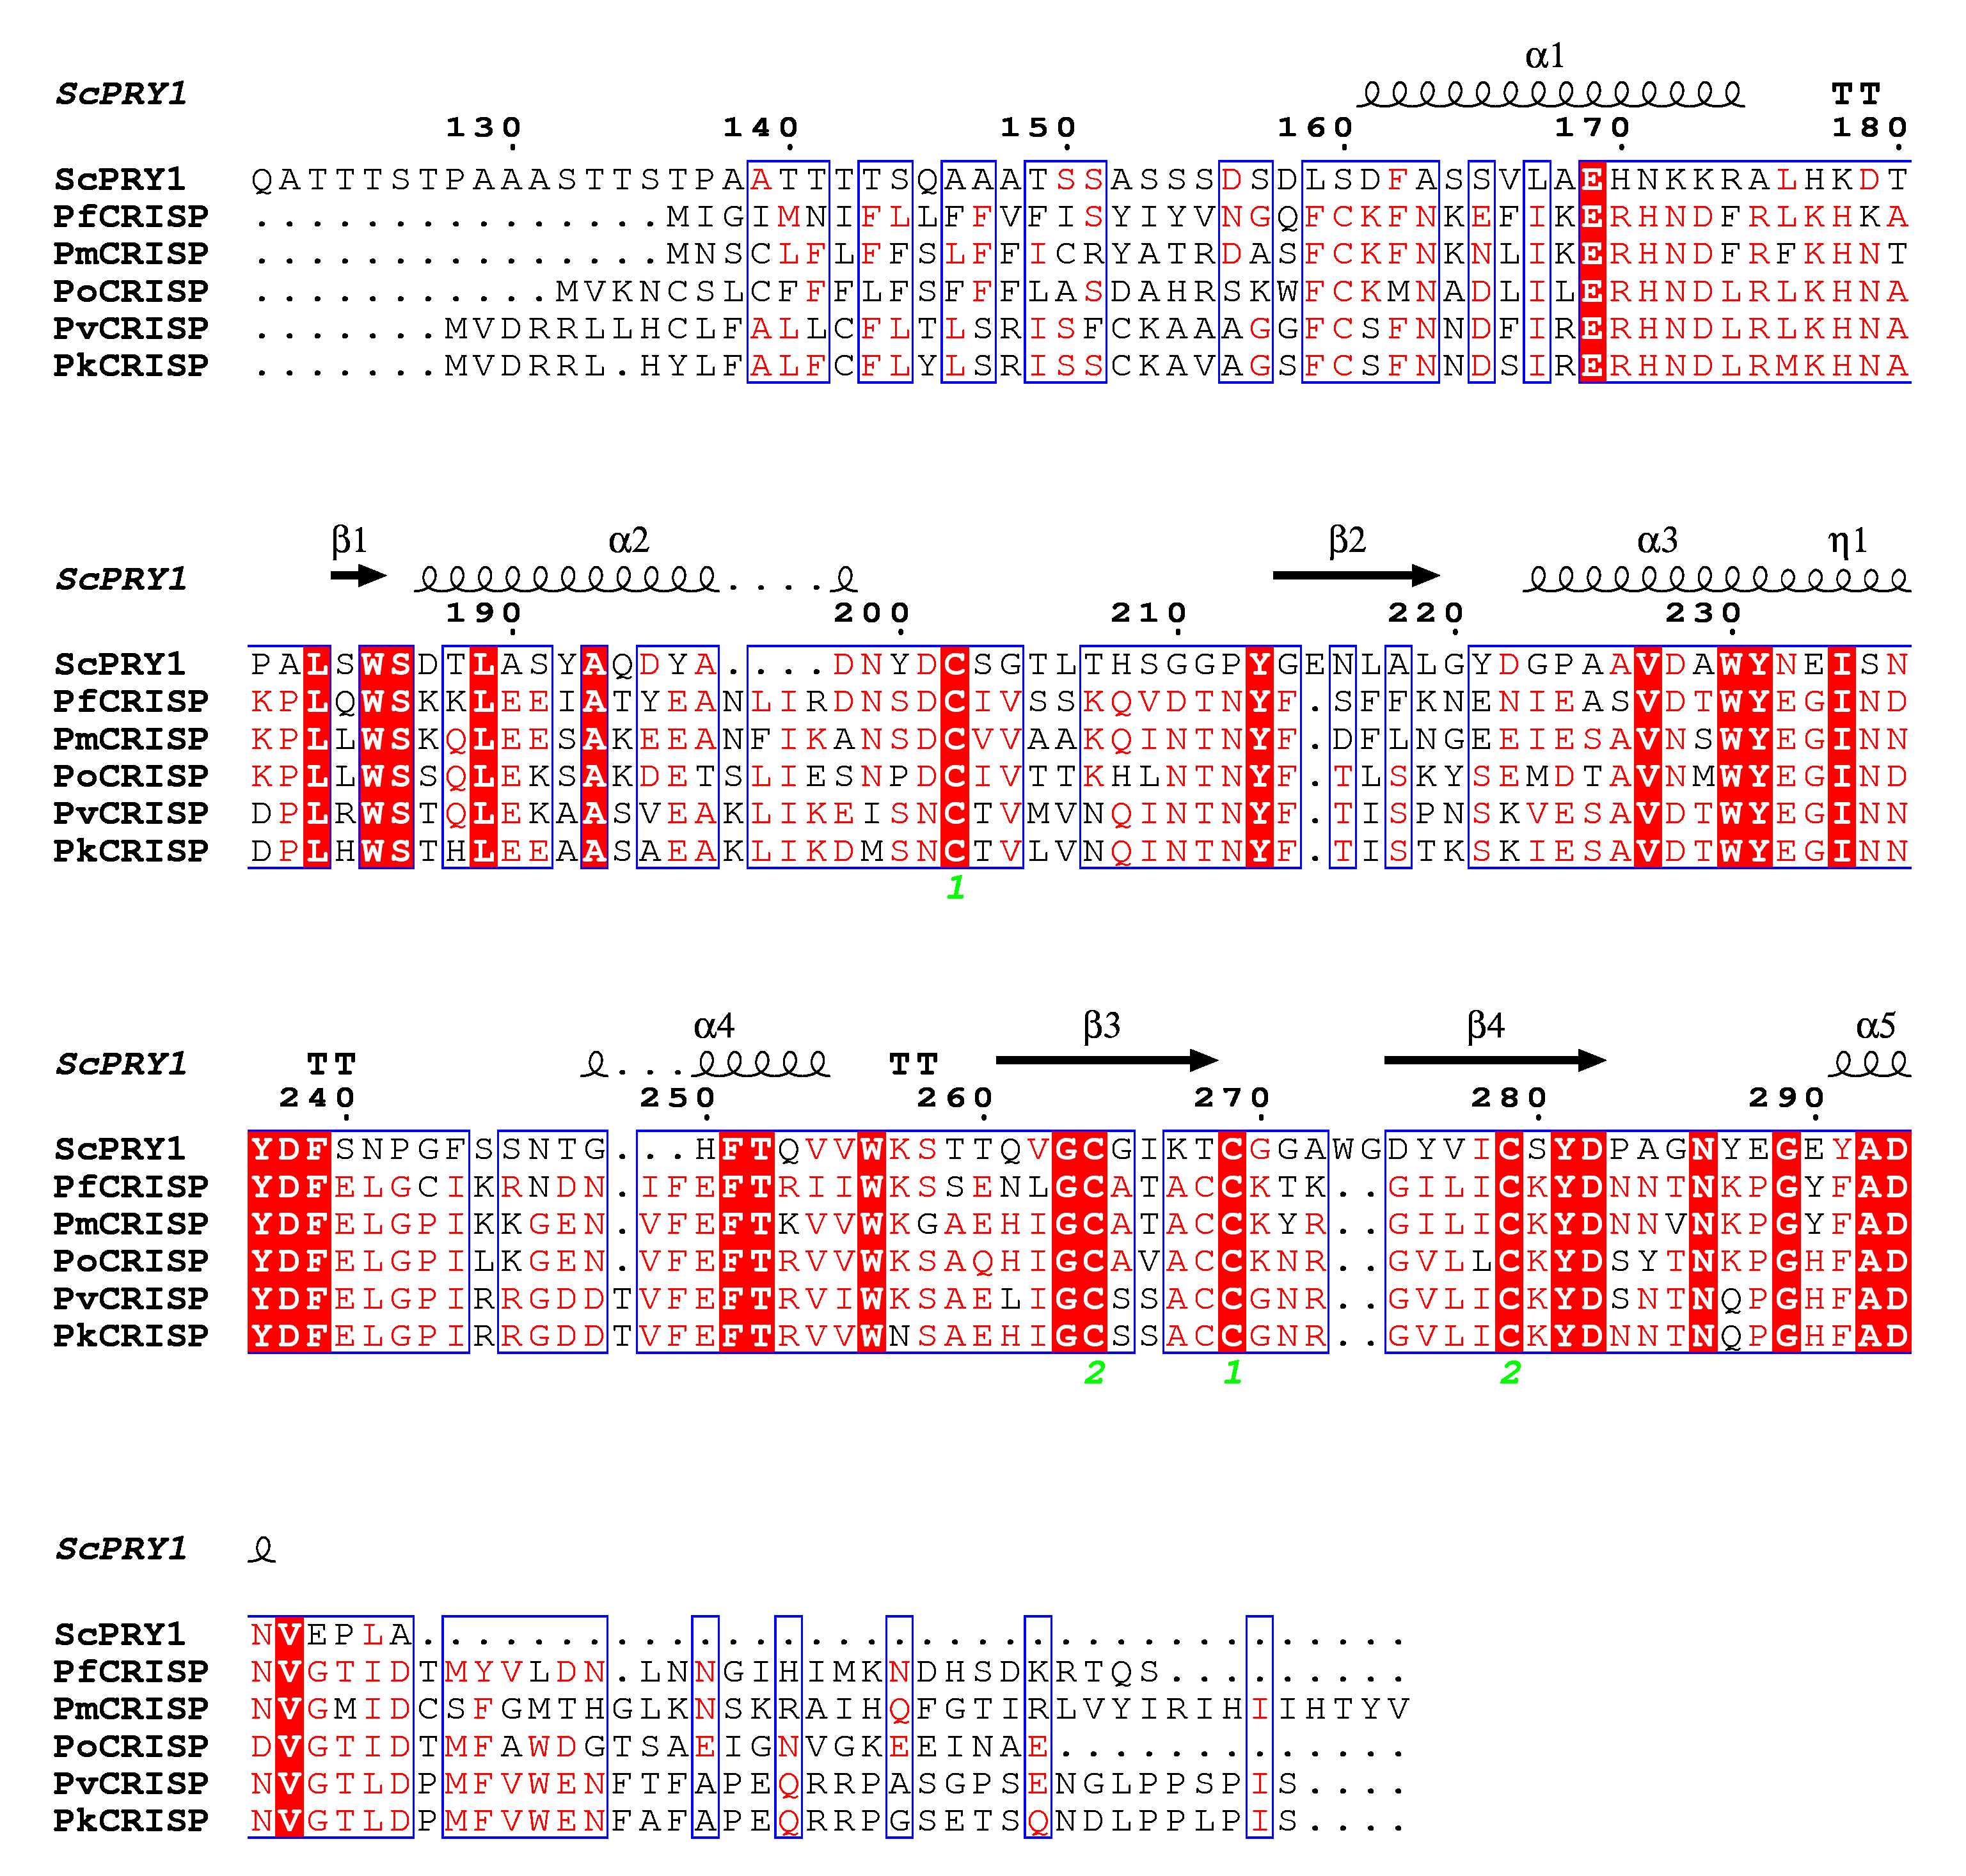 α1
ScPRY1 TT
130 140 150 160 170 180
ScPRY1 QATTTSTPAAASTTSTPAATTTTSQAAATSSASSSDSDLSDFASSVLAEHNKKRALHKDT
PfCRISP ...............MIGIMNIFLLFFVFISYIYVNGQFCKFNKEFIKERHNDFRLKHKA
PmCRISP ...............MNSCLFLFFSLFFICRYATRDASFCKFNKNLIKERHNDFRFKHNT
PoCRISP ...........MVKNCSLCFFFLFSFFFLASDAHRSKWFCKMNADLILERHNDLRLKHNA
PvCRISP .......MVDRRLLHCLFALLCFLTLSRISFCKAAAGGFCSFNNDFIRERHNDLRLKHNA
PkCRISP .......MVDRRL.HYLFALFCFLYLSRISSCKAVAGSFCSFNNDSIRERHNDLRMKHNA
β1 α2 β2 α3 η1
ScPRY1 ....
190 200 210 220 230
ScPRY1 PALSWSDTLASYAQDYA....DNYDCSGTLTHSGGPYGENLALGYDGPAAVDAWYNEISN
PfCRISP KPLQWSKKLEEIATYEANLIRDNSDCIVSSKQVDTNYF.SFFKNENIEASVDTWYEGIND
PmCRISP KPLLWSKQLEESAKEEANFIKANSDCVVAAKQINTNYF.DFLNGEEIESAVNSWYEGINN
PoCRISP KPLLWSSQLEKSAKDETSLIESNPDCIVTTKHLNTNYF.TLSKYSEMDTAVNMWYEGIND
PvCRISP DPLRWSTQLEKAASVEAKLIKEISNCTVMVNQINTNYF.TISPNSKVESAVDTWYEGINN
PkCRISP DPLHWSTHLEEAASAEAKLIKDMSNCTVLVNQINTNYF.TISTKSKIESAVDTWYEGINN
1
α4 β3 β4 α5
ScPRY1 TT ... TT
240 250 260 270 280 290
ScPRY1 YDFSNPGFSSNTG...HFTQVVWKSTTQVGCGIKTCGGAWGDYVICSYDPAGNYEGEYAD
PfCRISP YDFELGCIKRNDN.IFEFTRIIWKSSENLGCATACCKTK..GILICKYDNNTNKPGYFAD
PmCRISP YDFELGPIKKGEN.VFEFTKVVWKGAEHIGCATACCKYR..GILICKYDNNVNKPGYFAD
PoCRISP YDFELGPILKGEN.VFEFTRVVWKSAQHIGCAVACCKNR..GVLLCKYDSYTNKPGHFAD
PvCRISP YDFELGPIRRGDDTVFEFTRVIWKSAELIGCSSACCGNR..GVLICKYDSNTNQPGHFAD
PkCRISP YDFELGPIRRGDDTVFEFTRVVWNSAEHIGCSSACCGNR..GVLICKYDNNTNQPGHFAD
2 1 2
ScPRY1
ScPRY1 NVEPLA....................................
PfCRISP NVGTIDTMYVLDN.LNNGIHIMKNDHSDKRTQS.........
PmCRISP NVGMIDCSFGMTHGLKNSKRAIHQFGTIRLVYIRIHIIHTYV
PoCRISP DVGTIDTMFAWDGTSAEIGNVGKEEINAE.............
PvCRISP NVGTLDPMFVWENFTFAPEQRRPASGPSENGLPPSPIS....
PkCRISP NVGTLDPMFVWENFAFAPEQRRPGSETSQNDLPPLPIS....